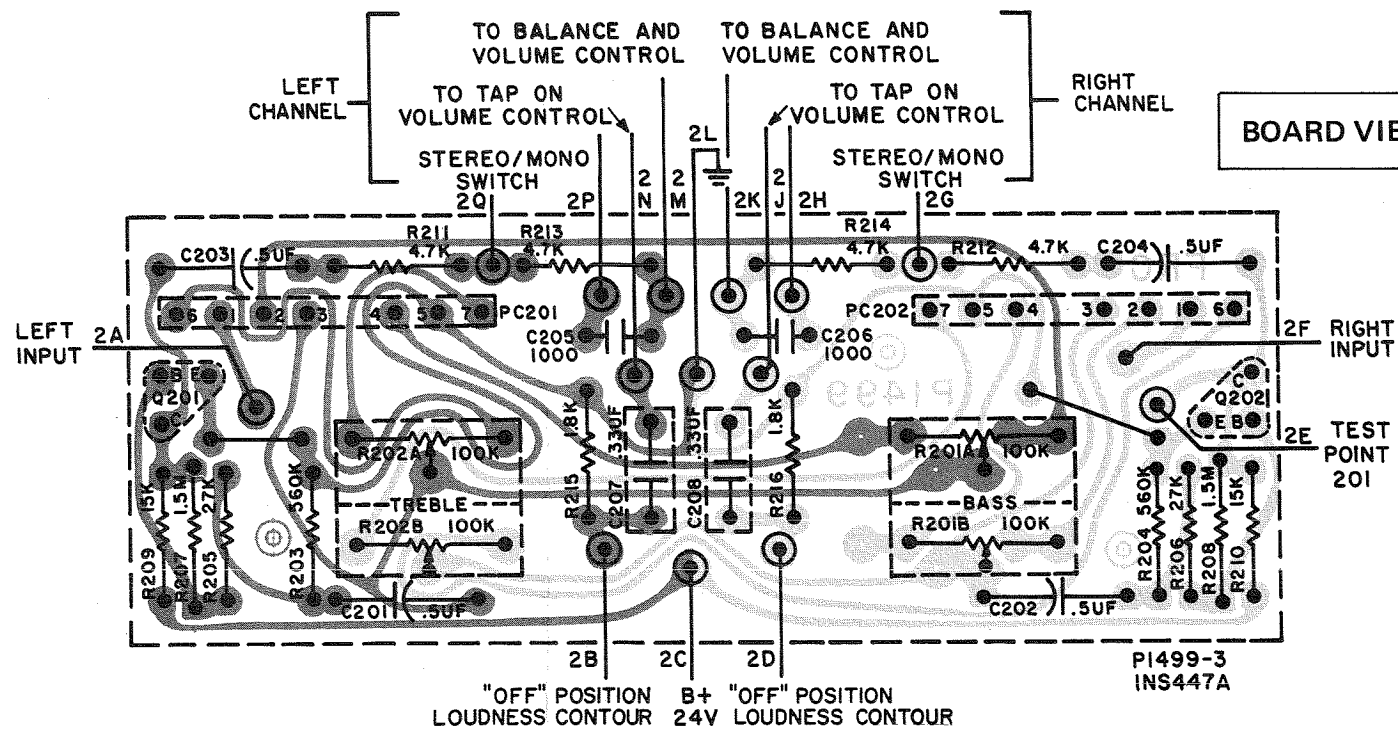 TO BALANCE AND
VOLUME CONTROL
TO BALANCE AND
VOLUME CONTROL
LEFT
CHANNEL
RIGHT
CHANNEL
TO TAP ON
VOLUME CONTROL
TO TAP ON
VOLUME CONTROL
2L
BOARD VIE
STEREO/MONO
SWITCH
STEREO/MONO
SWITCH
2Q
2P
2
N
2
M
2K
2
J
2H
2G
C203
.5UF
R211
4.7K
R213
4.7K
R214
4.7K
R212
4.7K
C204
.5UF
6 1 2 3 4 5 7
PC201
PC202
7 5 4 3 2 1 6
LEFT
INPUT
2A
C205
1000
C206
1000
2F
RIGHT
INPUT
B E
Q201
C
P1499
C
Q202
E B
2E
TEST
POINT
201
R202A
100K
TREBLE
R202B
100K
1.8K
R215
.33UF
C207
.33UF
C208
1.8K
R216
R201A
100K
BASS
R201B
100K
15K
R209
1.5M
R207
27K
R205
560K
R203
560K
R204
27K
R206
1.5M
R208
15K
R210
C201
.5UF
C202
.5UF
2B
2C
2D
P1499-3
INS447A
"OFF" POSITION
LOUDNESS CONTOUR
B+
24V
"OFF" POSITION
LOUDNESS CONTOUR